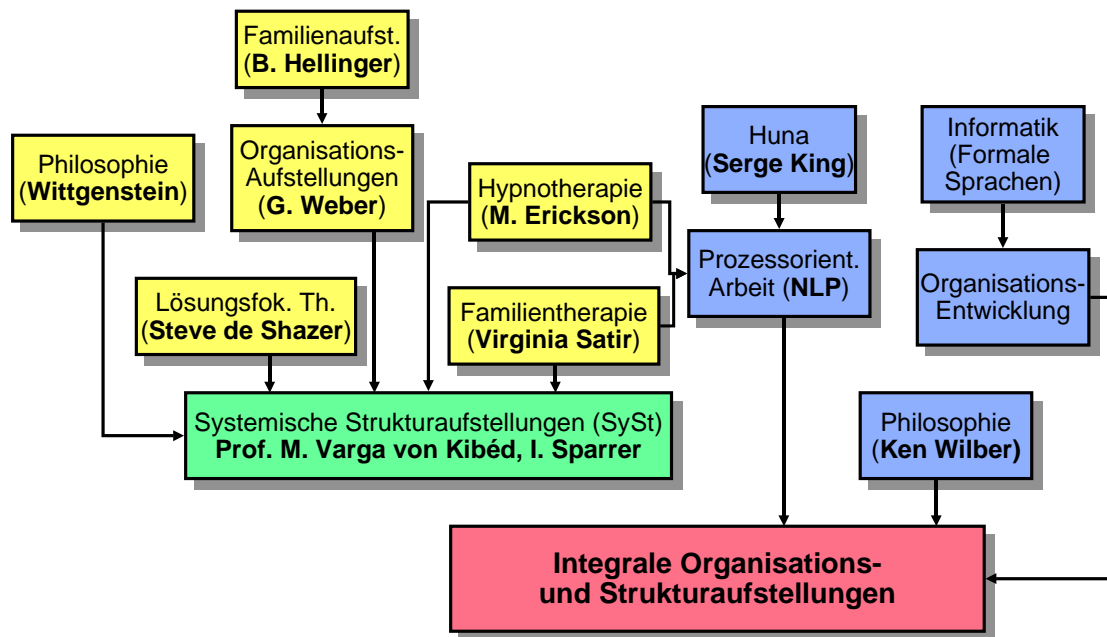 Familienaufst.
(B. Hellinger)
Philosophie
(Wittgenstein)
Organisations-
Aufstellungen
(G. Weber)
Hypnotherapie
(M. Erickson)
Huna
(Serge King)
Informatik
(Formale
Sprachen)
Lösungsfok. Th.
(Steve de Shazer)
Familientherapie
(Virginia Satir)
Prozessorient.
Arbeit (NLP)
Organisations-
Entwicklung
Systemische Strukturaufstellungen (SySt)
Prof. M. Varga von Kibéd, I. Sparrer
Philosophie
(Ken Wilber)
Integrale Organisations-
und Strukturaufstellungen